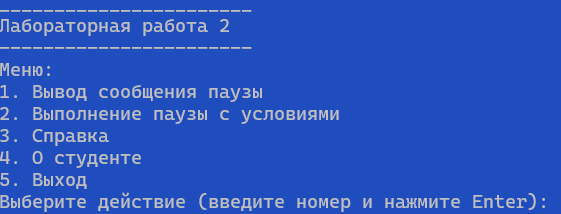 ________________________
Лабораторная работа 2
------------------------
Меню:
1. Вывод сообщения паузы
2. Выполнение паузы с условиями
3. Справка
4. О студенте
5. Выход
Выберите действие (введите номер и нажмите Enter):